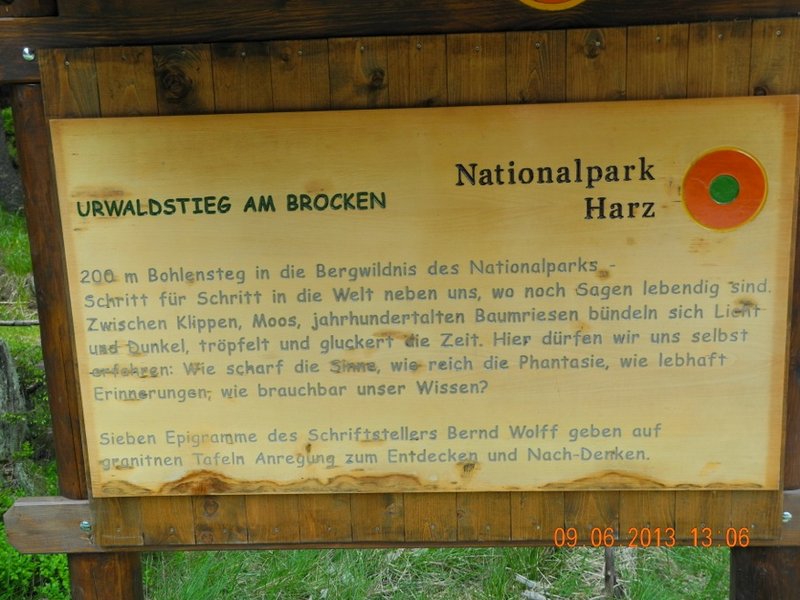 Nationalpark
Harz
URWALDSTIEG AM BROCKEN
200 m Bohlensteg in die Bergwildnis des Nationalparks -
Schritt für Schritt in die Welt neben uns, wo noch Sagen lebendig sind.
Zwischen Klippen, Moos, jahrhundertalten Baumriesen bündeln sich Licht
und Dunkel, tröpfelt und gluckert die Zeit. Hier dürfen wir uns selbst
erfahren: Wie scharf die Sinne, wie reich die Phantasie, wie lebhaft
Erinnerungen, wie brauchbar unser Wissen?
Sieben Epigramme des Schriftstellers Bernd Wolff geben auf
granitnen Tafeln Anregung zum Entdecken und Nach-Denken.
09.06.2013 13:06